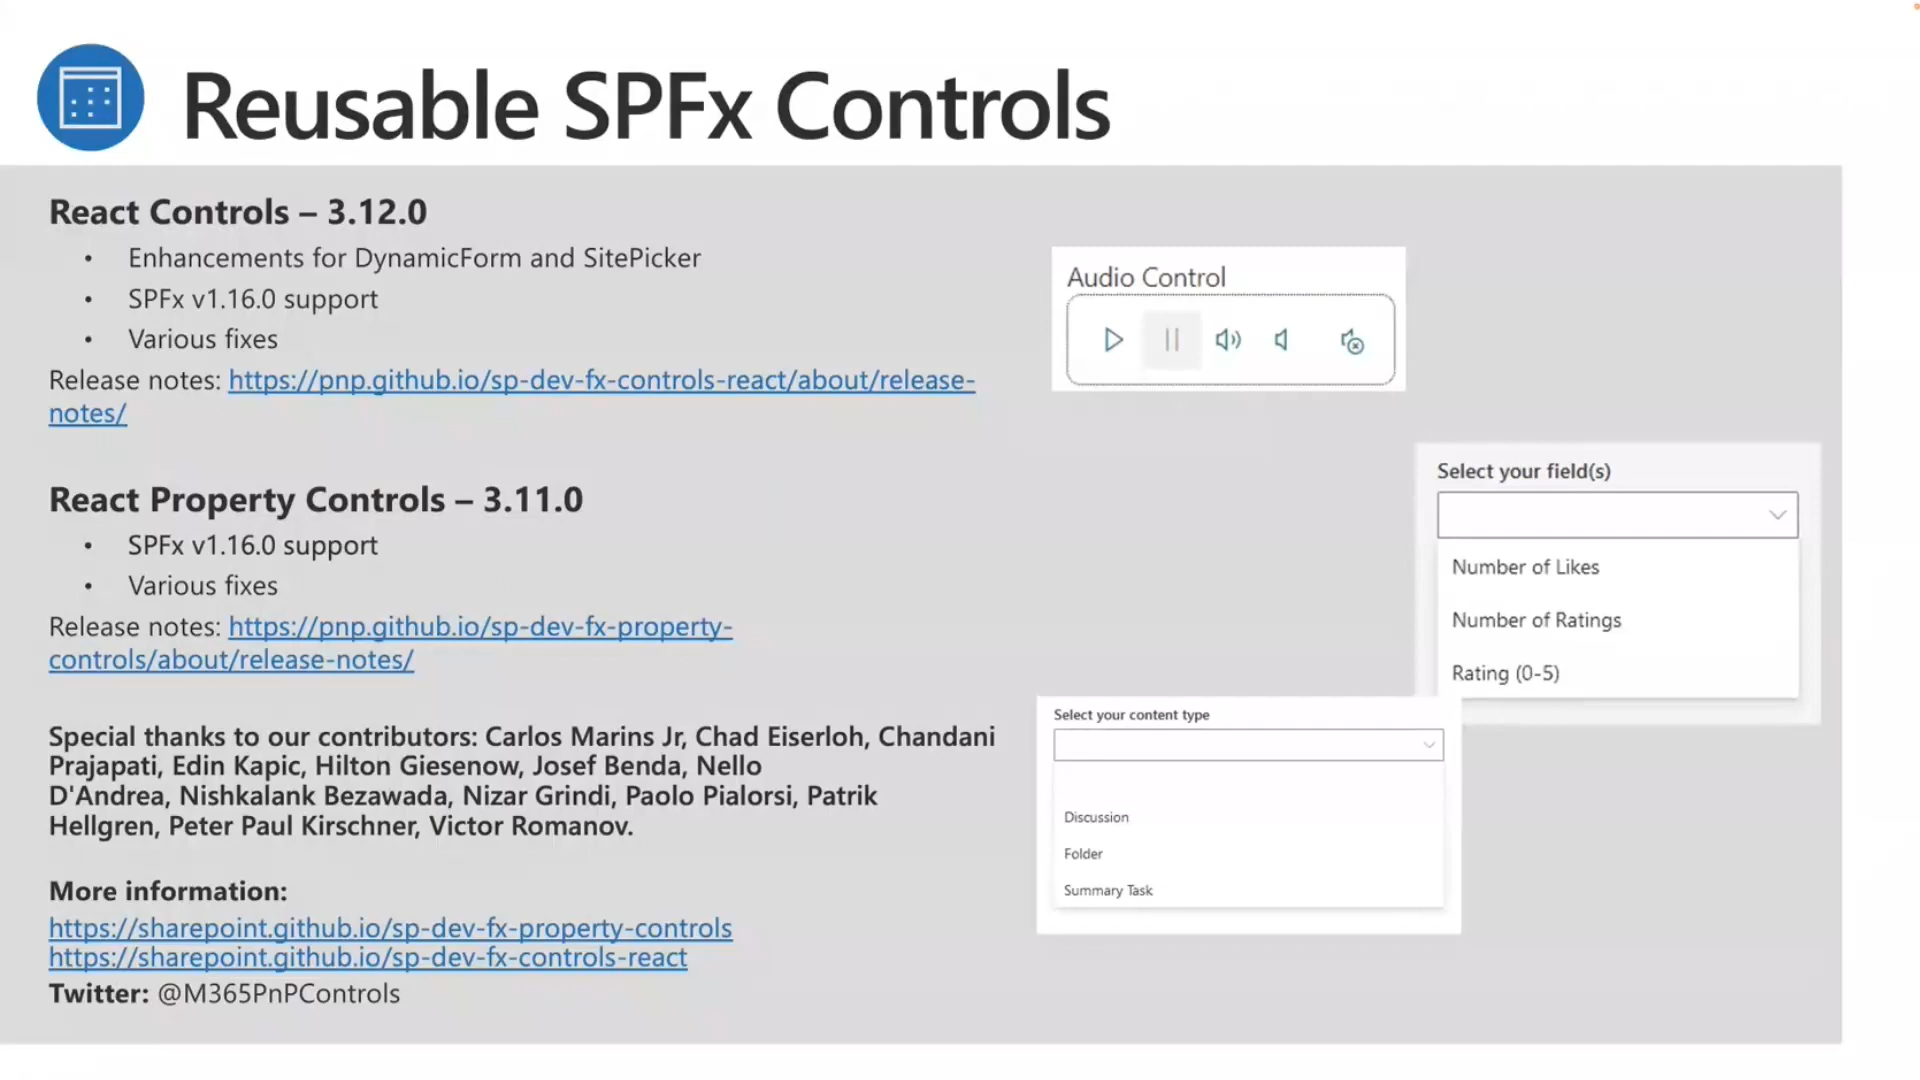 Reusable SPFx Controls
React Controls – 3.12.0
• Enhancements for DynamicForm and SitePicker
• SPFx v1.16.0 support
• Various fixes
Release notes: https://pnp.github.io/sp-dev-fx-controls-react/about/release-
notes/
React Property Controls – 3.11.0
• SPFx v1.16.0 support
• Various fixes
Release notes: https://pnp.github.io/sp-dev-fx-property-
controls/about/release-notes/
Special thanks to our contributors: Carlos Marins Jr, Chad Eiserloh, Chandani
Prajapati, Edin Kapic, Hilton Giesenow, Josef Benda, Nello
D'Andrea, Nishkalank Bezawada, Nizar Grindi, Paolo Pialorsi, Patrik
Hellgren, Peter Paul Kirschner, Victor Romanov.
More information:
https://sharepoint.github.io/sp-dev-fx-property-controls
https://sharepoint.github.io/sp-dev-fx-controls-react
Twitter: @M365PnPControls
Audio Control
Select your field(s)
Number of Likes
Number of Ratings
Rating (0-5)
Select your content type
Discussion
Folder
Summary Task